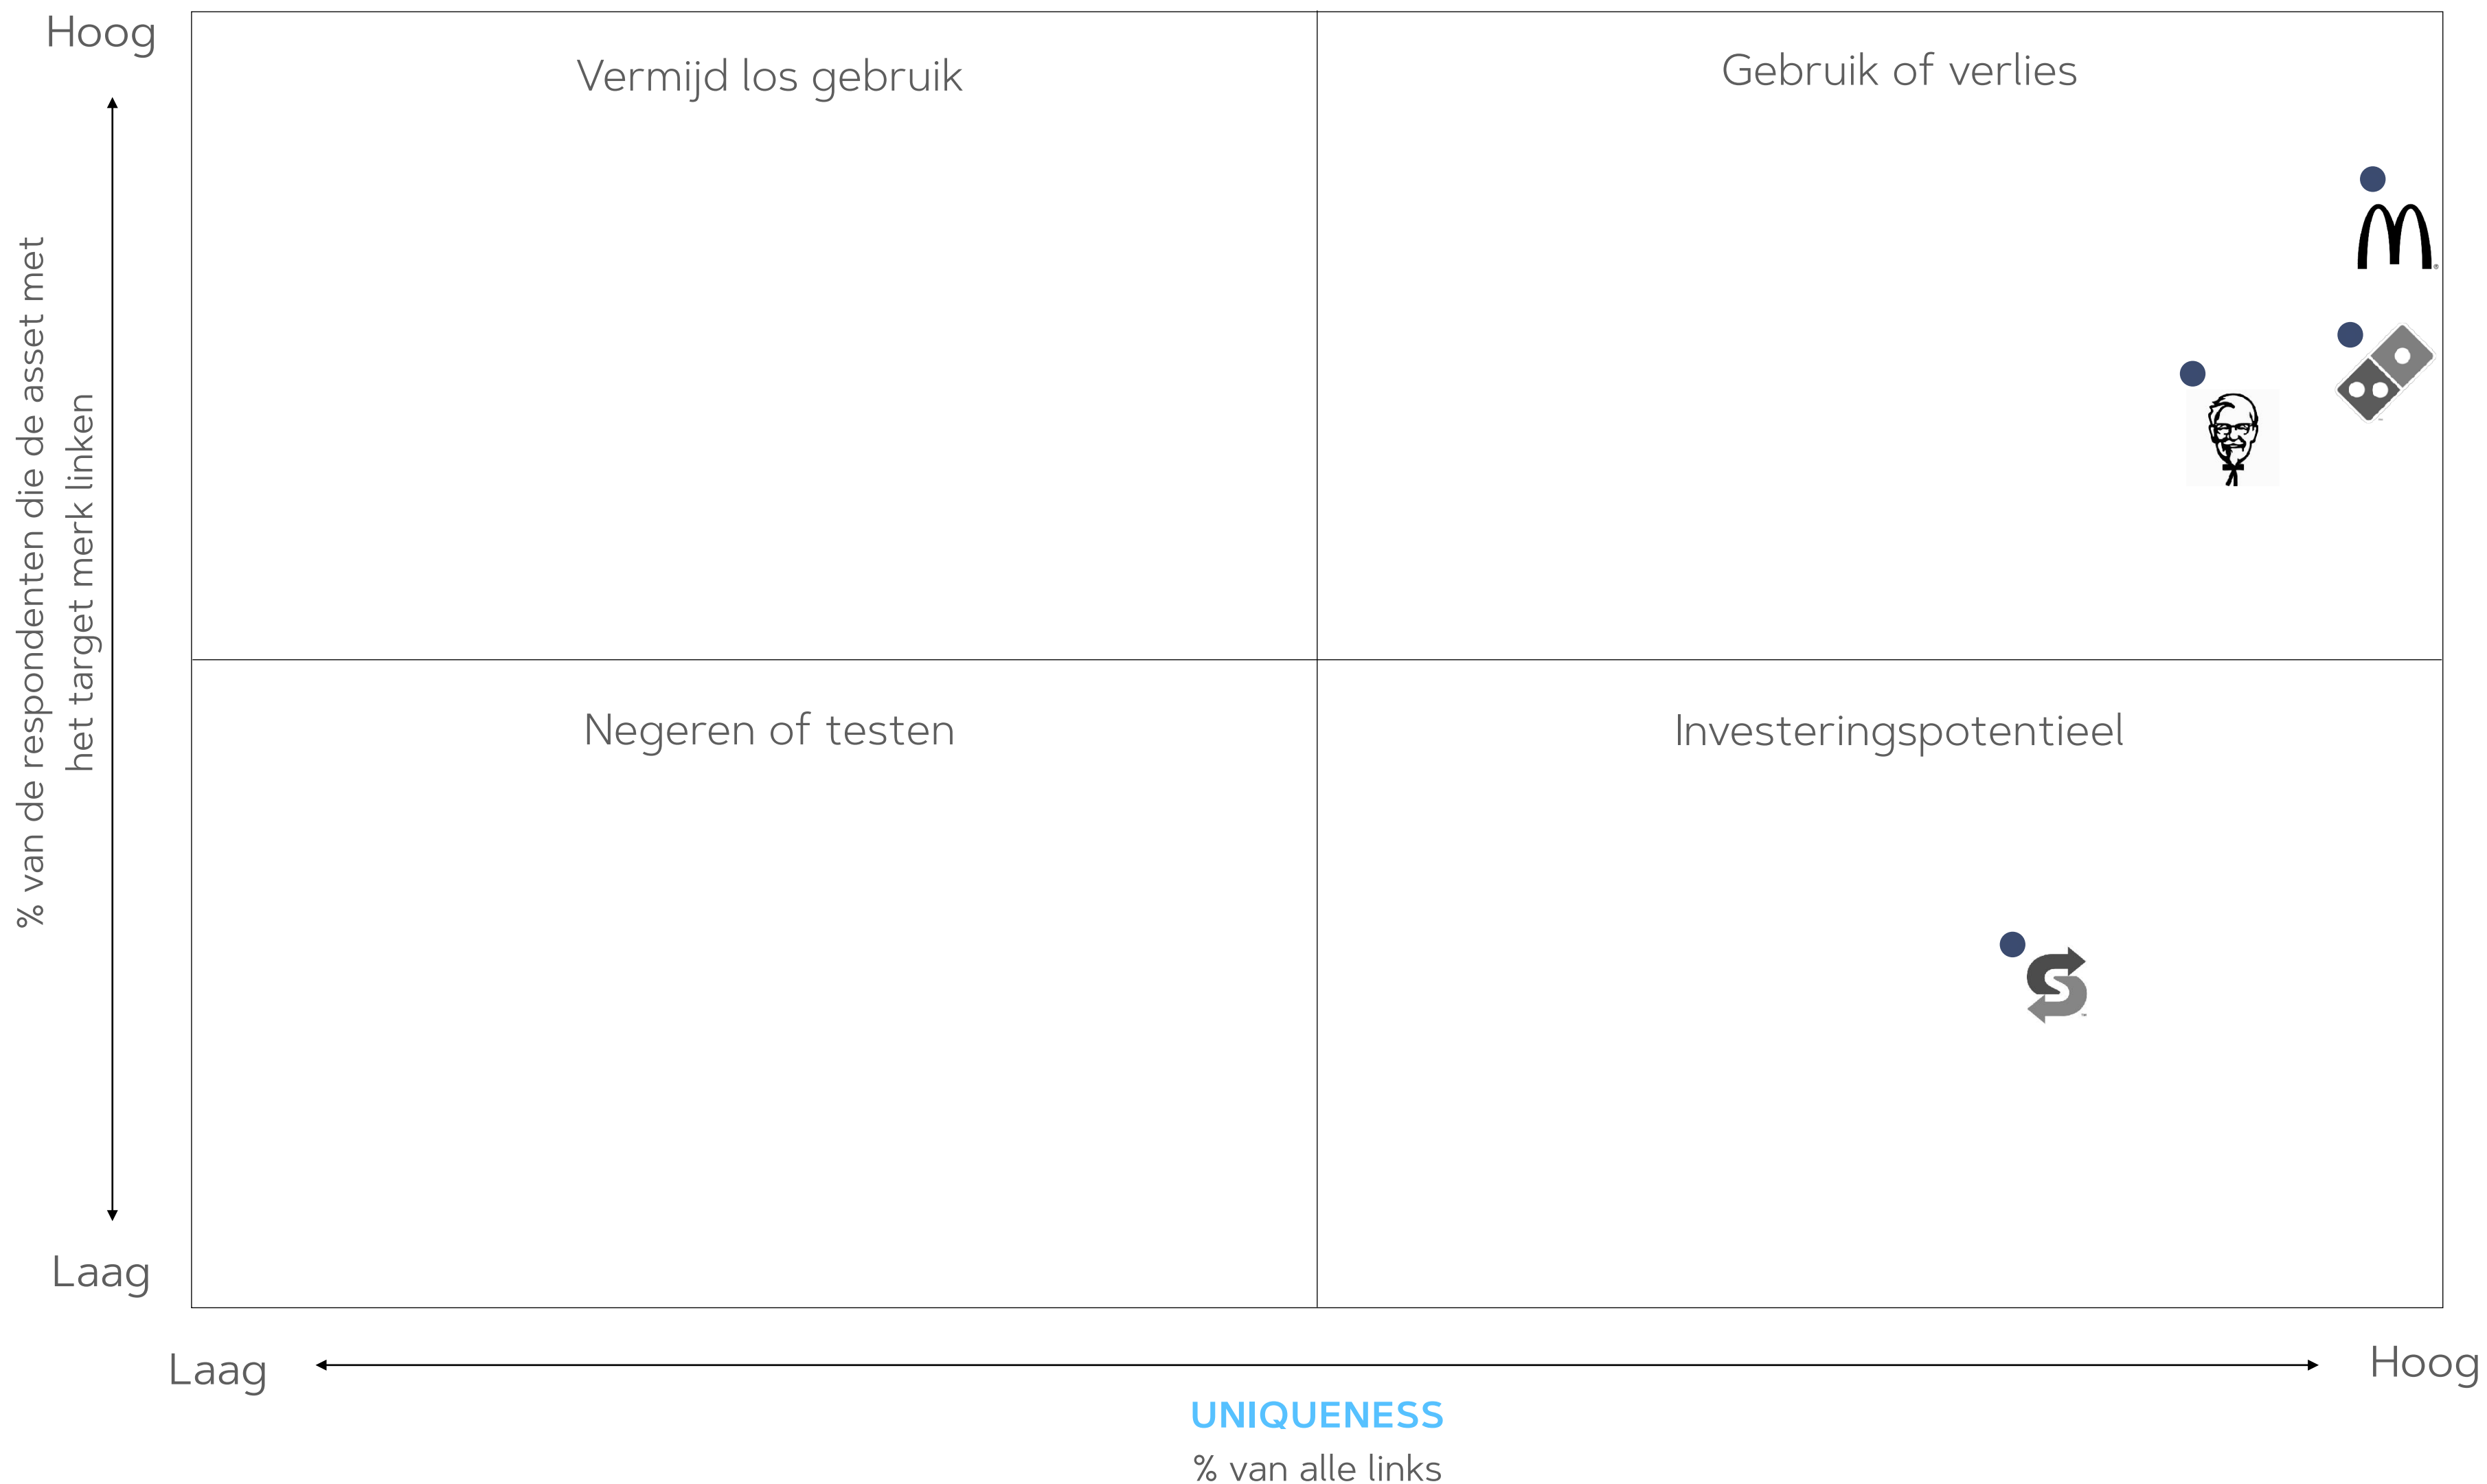 Hoog
Vermijd los gebruik
Gebruik of verlies
% van de respondenten die de asset met
het target merk linken
Negeren of testen
Investeringspotentieel
Laag
Laag
Hoog
UNIQUENESS
% van alle links